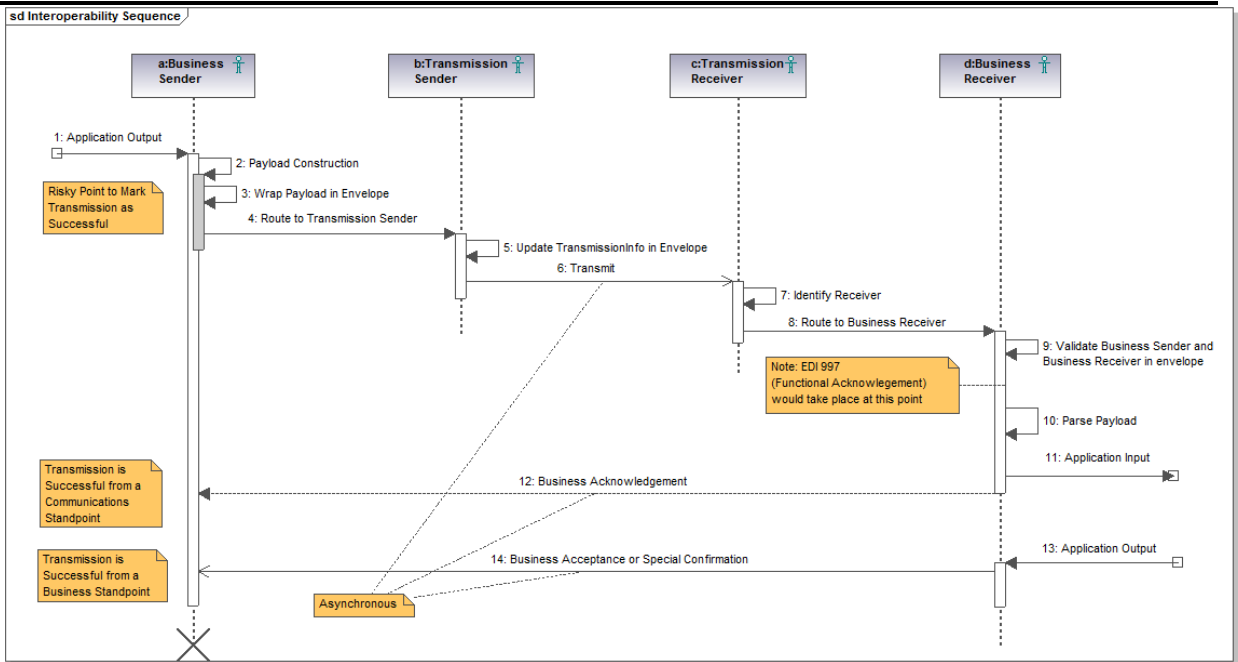 sd Interoperability Sequence
a:Business
Sender
b:Transmission
Sender
c:Transmission
Receiver
d:Business
Receiver
1: Application Output
2: Payload Construction
Risky Point to Mark
Transmission as
Successful
3: Wrap Payload in Envelope
4: Route to Transmission Sender
5: Update TransmissionInfo in Envelope
6: Transmit
7: Identify Receiver
8: Route to Business Receiver
9: Validate Business Sender and
Business Receiver in envelope
Note: EDI 997
(Functional Acknowlegement)
would take place at this point
10: Parse Payload
11: Application Input
Transmission is
Successful from a
Communications
Standpoint
12: Business Acknowledgement
13: Application Output
14: Business Acceptance or Special Confirmation
Transmission is
Successful from a
Business Standpoint
Asynchronous